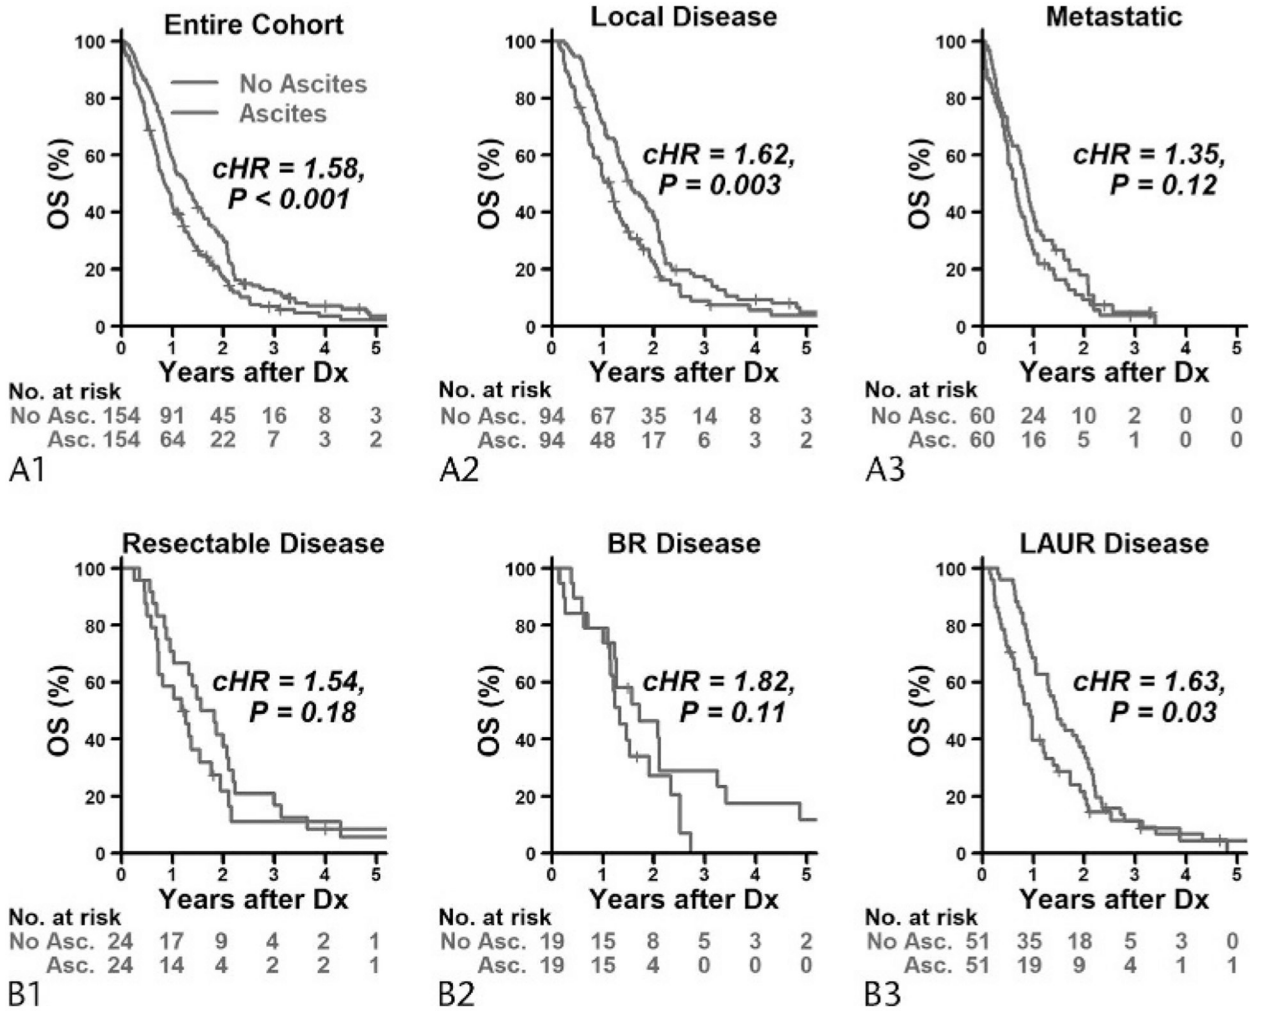 Entire Cohort
100
80
60
40
20
0
OS (%)
No Ascites
Ascites
cHR = 1.58,
P < 0.001
0 1 2 3 4 5
Years after Dx
No. at risk
No Asc. 154 91 45 16 8 3
Asc. 154 64 22 7 3 2
A1
Local Disease
100
80
60
40
20
0
OS (%)
cHR = 1.62,
P = 0.003
0 1 2 3 4 5
Years after Dx
No. at risk
No Asc. 94 67 35 14 8 3
Asc. 94 48 17 6 3 2
A2
Metastatic
100
80
60
40
20
0
OS (%)
cHR = 1.35,
P = 0.12
0 1 2 3 4 5
Years after Dx
No. at risk
No Asc. 60 24 10 2 0 0
Asc. 60 16 5 1 0 0
A3
Resectable Disease
100
80
60
40
20
0
OS (%)
cHR = 1.54,
P = 0.18
0 1 2 3 4 5
Years after Dx
No. at risk
No Asc. 24 17 9 4 2 1
Asc. 24 14 4 2 2 1
B1
BR Disease
100
80
60
40
20
0
OS (%)
cHR = 1.82,
P = 0.11
0 1 2 3 4 5
Years after Dx
No. at risk
No Asc. 19 15 8 5 3 2
Asc. 19 15 4 0 0 0
B2
LAUR Disease
100
80
60
40
20
0
OS (%)
cHR = 1.63,
P = 0.03
0 1 2 3 4 5
Years after Dx
No. at risk
No Asc. 51 35 18 5 3 0
Asc. 51 19 9 4 1 1
B3